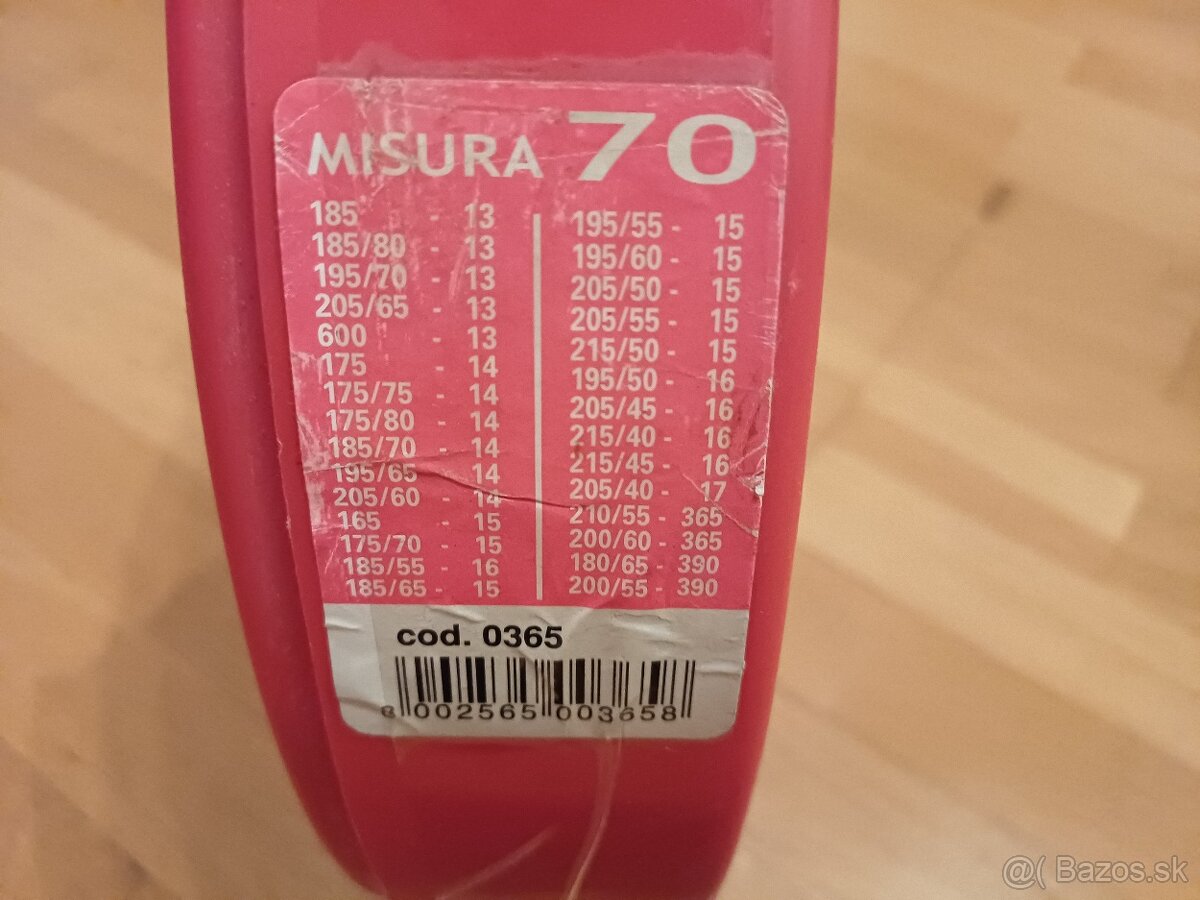 MISURA 70
185 - 13
185/80 - 13
195/70 - 13
205/65 - 13
600 - 13
175 - 14
175/75 - 14
175/80 - 14
185/70 - 14
195/65 - 14
205/60 - 14
165 - 15
175/70 - 15
185/55 - 16
185/65 - 15
195/55 - 15
195/60 - 15
205/50 - 15
205/55 - 15
215/50 - 15
195/50 - 16
205/45 - 16
215/40 - 16
215/45 - 16
205/40 - 17
210/55 - 365
200/60 - 365
180/65 - 390
200/55 - 390
cod. 0365
8 002565 003658
@( Bazos.sk